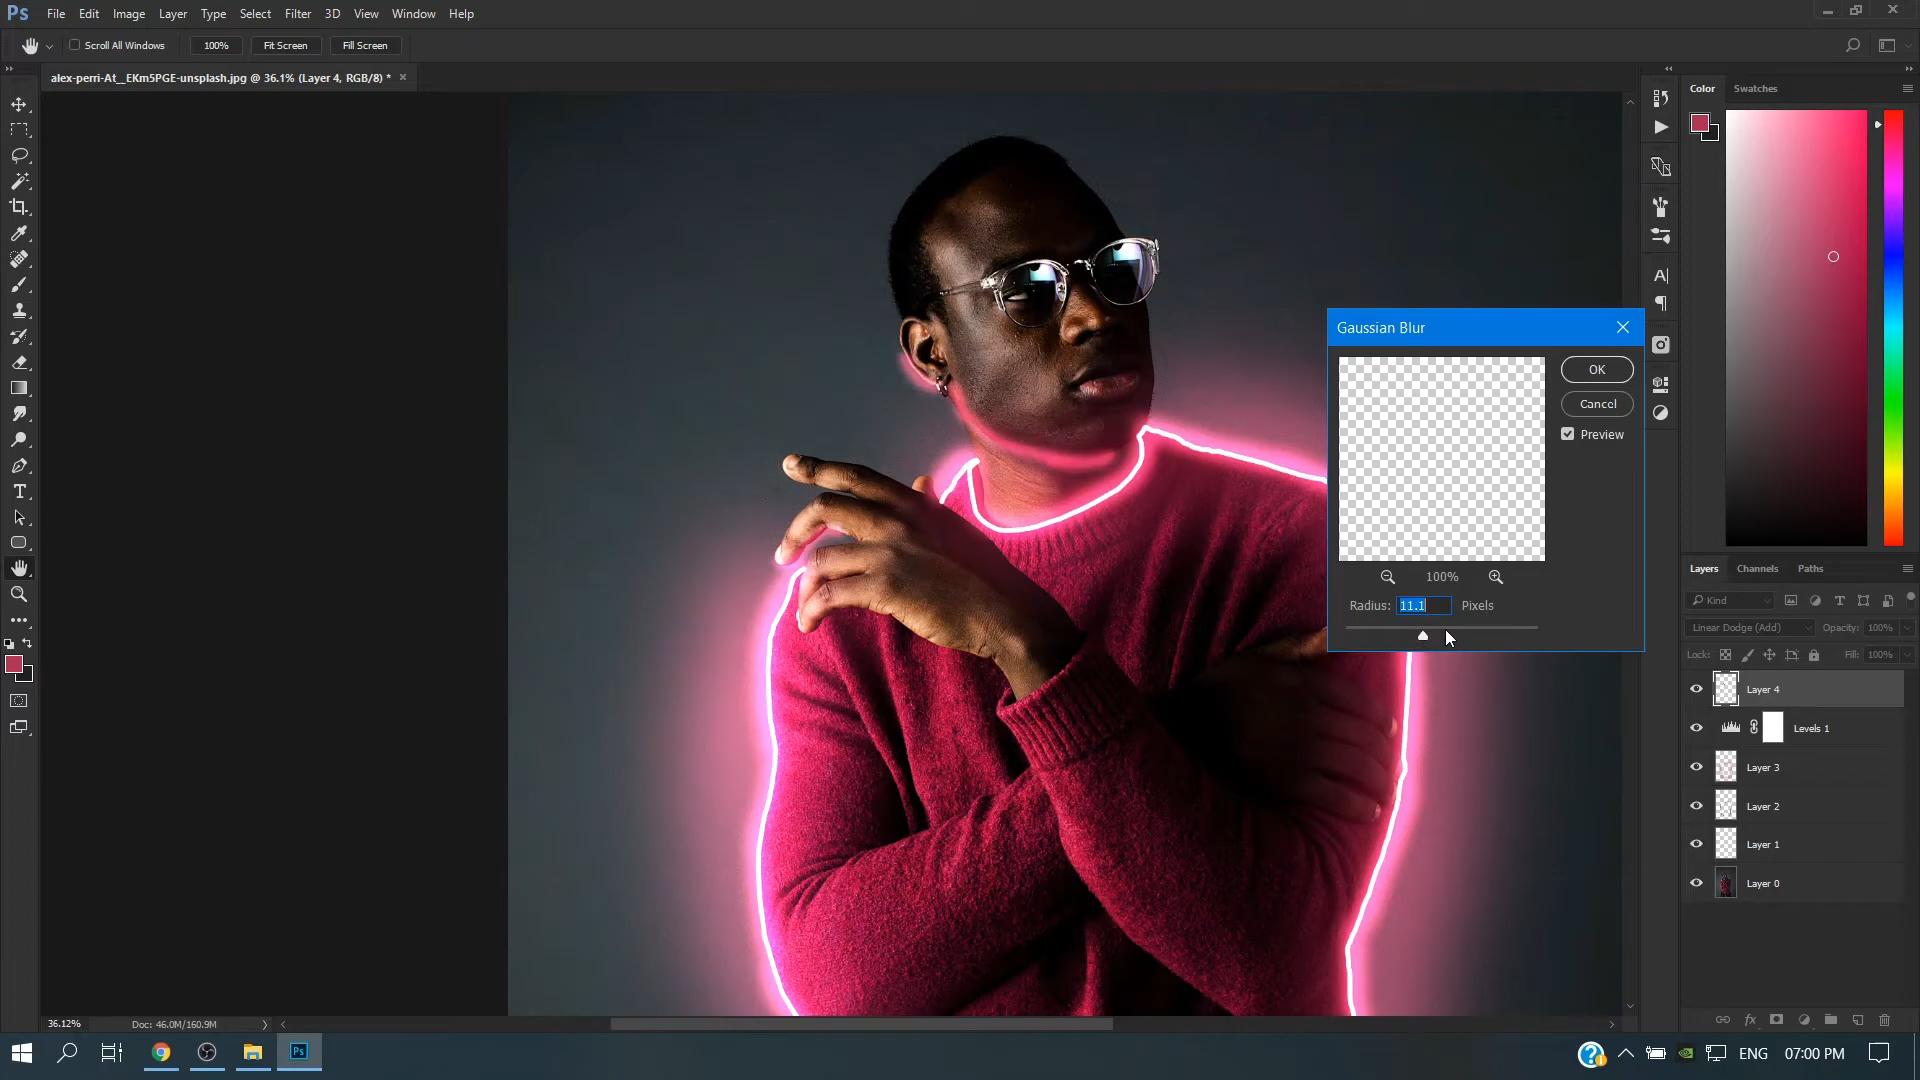 Ps File Edit Image Layer Type Select Filter 3D View Window Help
Scroll All Windows 100% Fit Screen Fill Screen
alex-perri-At__EKm5PGE-unsplash.jpg @ 36.1% (Layer 4, RGB/8) *
Color Swatches
Gaussian Blur
OK
Cancel
Preview
100%
Radius: 11.1 Pixels
Layers Channels Paths
Kind
Linear Dodge (Add) Opacity: 100%
Lock: Fill: 100%
Layer 4
Levels 1
Layer 3
Layer 2
Layer 1
Layer 0
36.12% Doc: 46.0M/160.9M
Ps ENG 07:00 PM